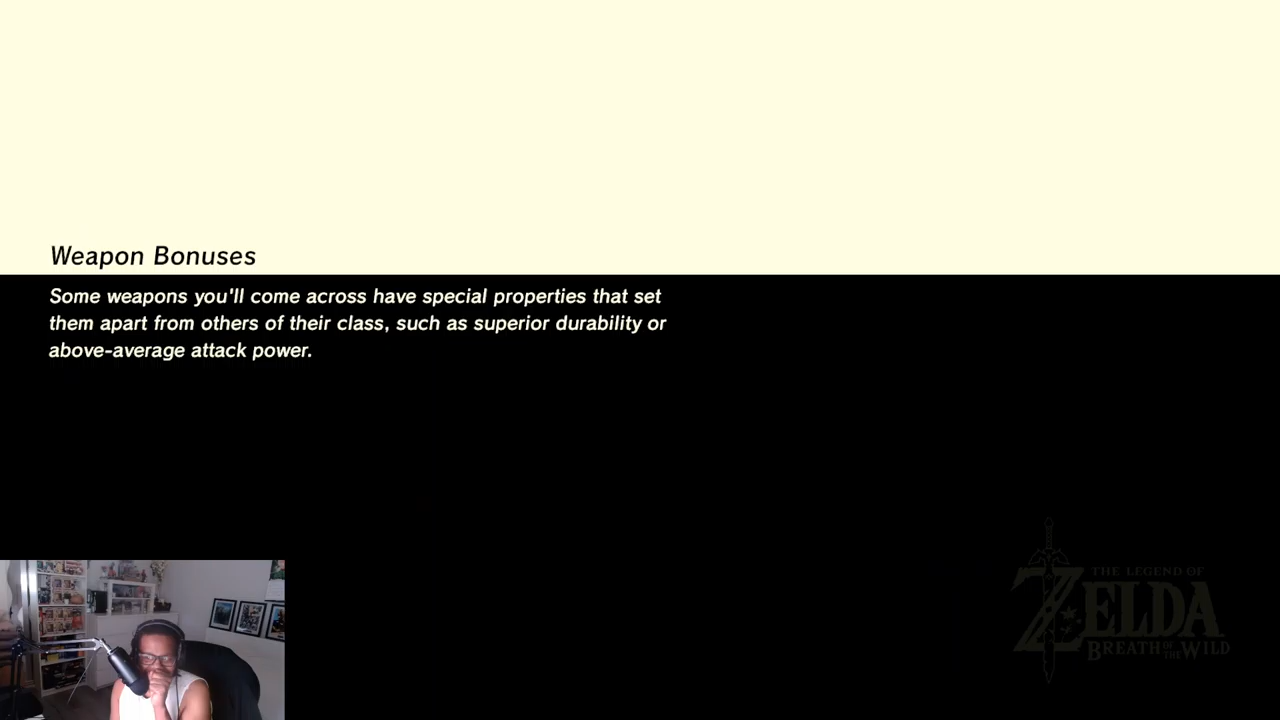 Weapon Bonuses
Some weapons you'll come across have special properties that set
them apart from others of their class, such as superior durability or
above-average attack power.
THE LEGEND OF
ZELDA
BREATH OF THE WILD